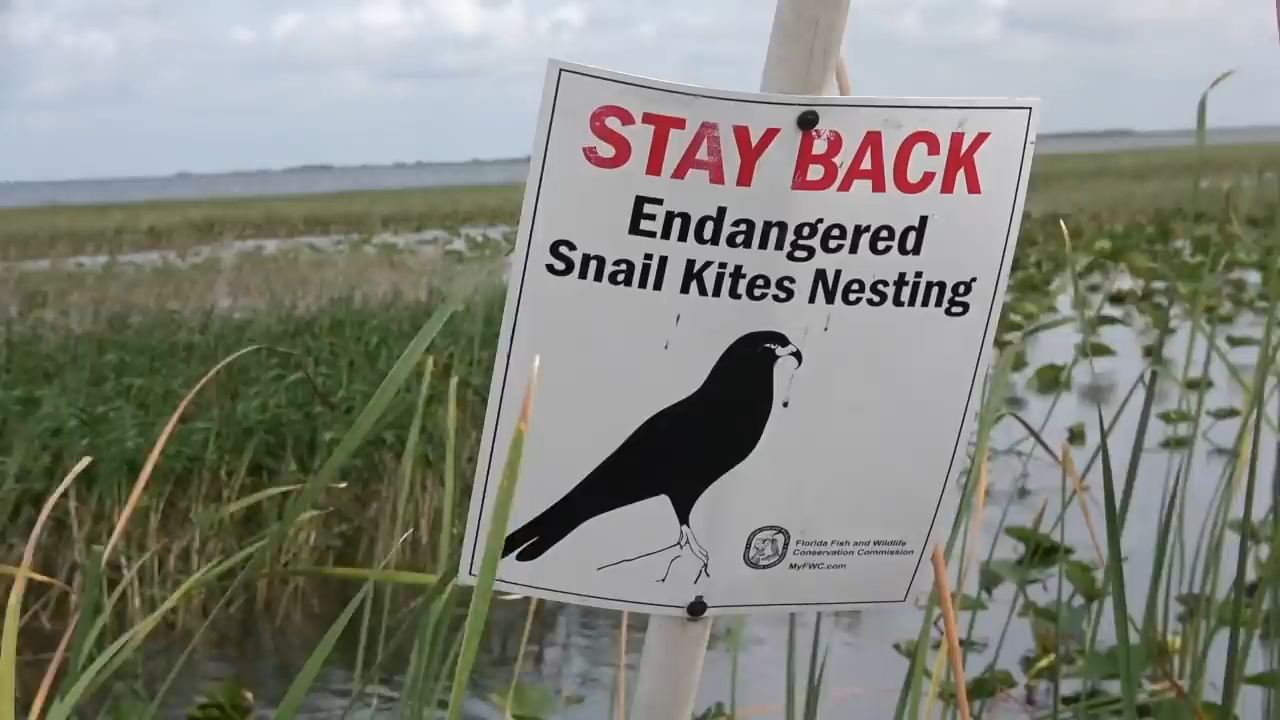 STAY BACK
Endangered
Snail Kites Nesting
Florida Fish and Wildlife
Conservation Commission
MyFWC.com